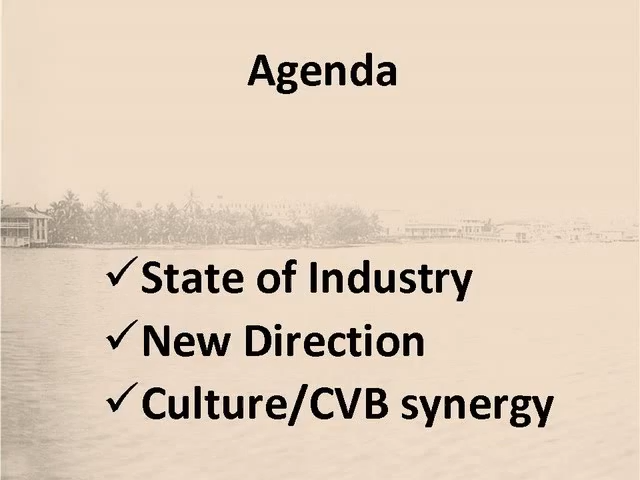 Agenda
✓State of Industry
✓New Direction
✓Culture/CVB synergy